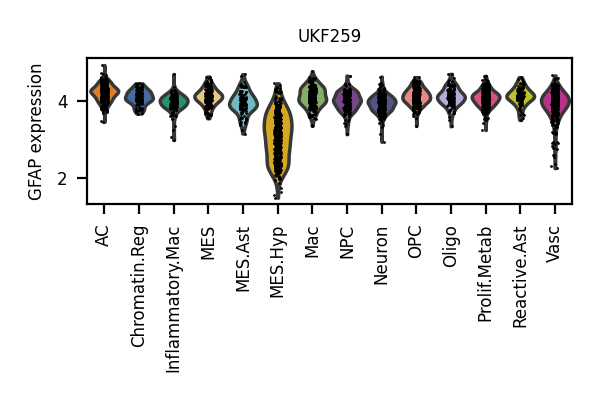 UKF259
GFAP expression
4
2
AC
Chromatin.Reg
Inflammatory.Mac
MES
MES.Ast
MES.Hyp
Mac
NPC
Neuron
OPC
Oligo
Prolif.Metab
Reactive.Ast
Vasc